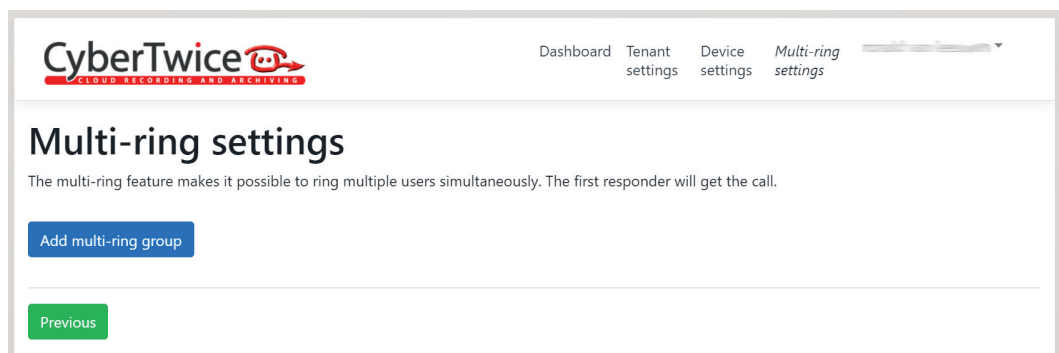 CyberTwice
CLOUD RECORDING AND ARCHIVING
Dashboard
Tenant
settings
Device
settings
Multi-ring
settings
Multi-ring settings
The multi-ring feature makes it possible to ring multiple users simultaneously. The first responder will get the call.
Add multi-ring group
Previous